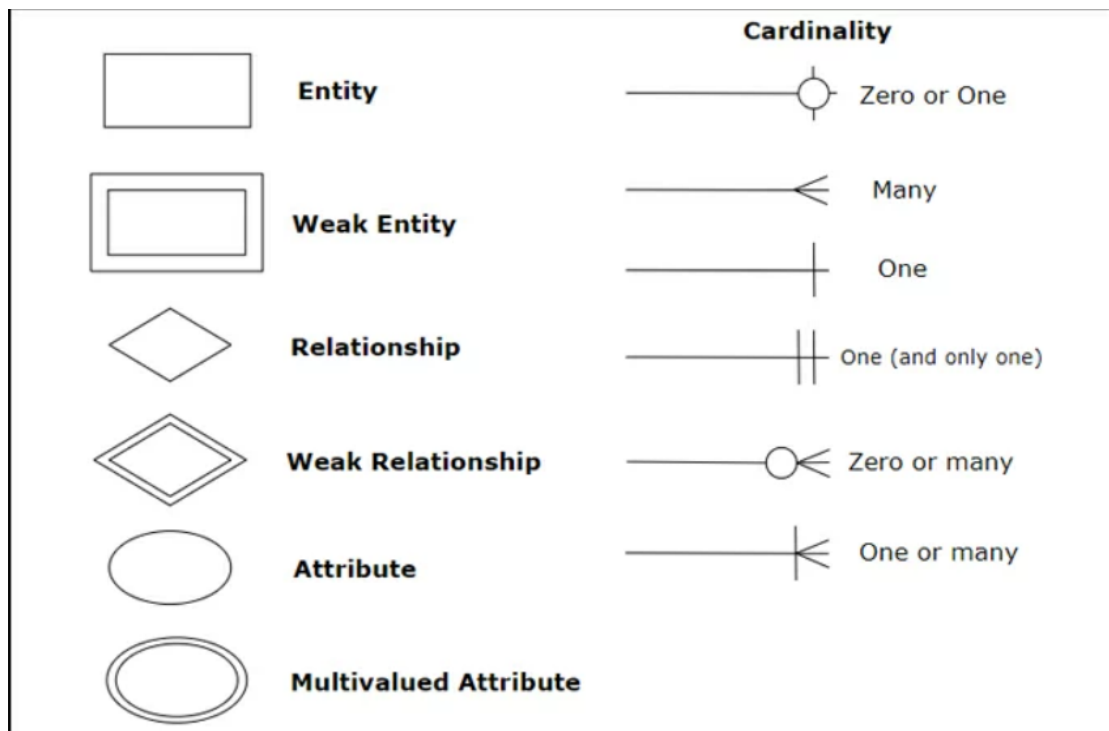 Cardinality
Entity
Zero or One
Weak Entity
Many
One
Relationship
One (and only one)
Weak Relationship
Zero or many
Attribute
One or many
Multivalued Attribute